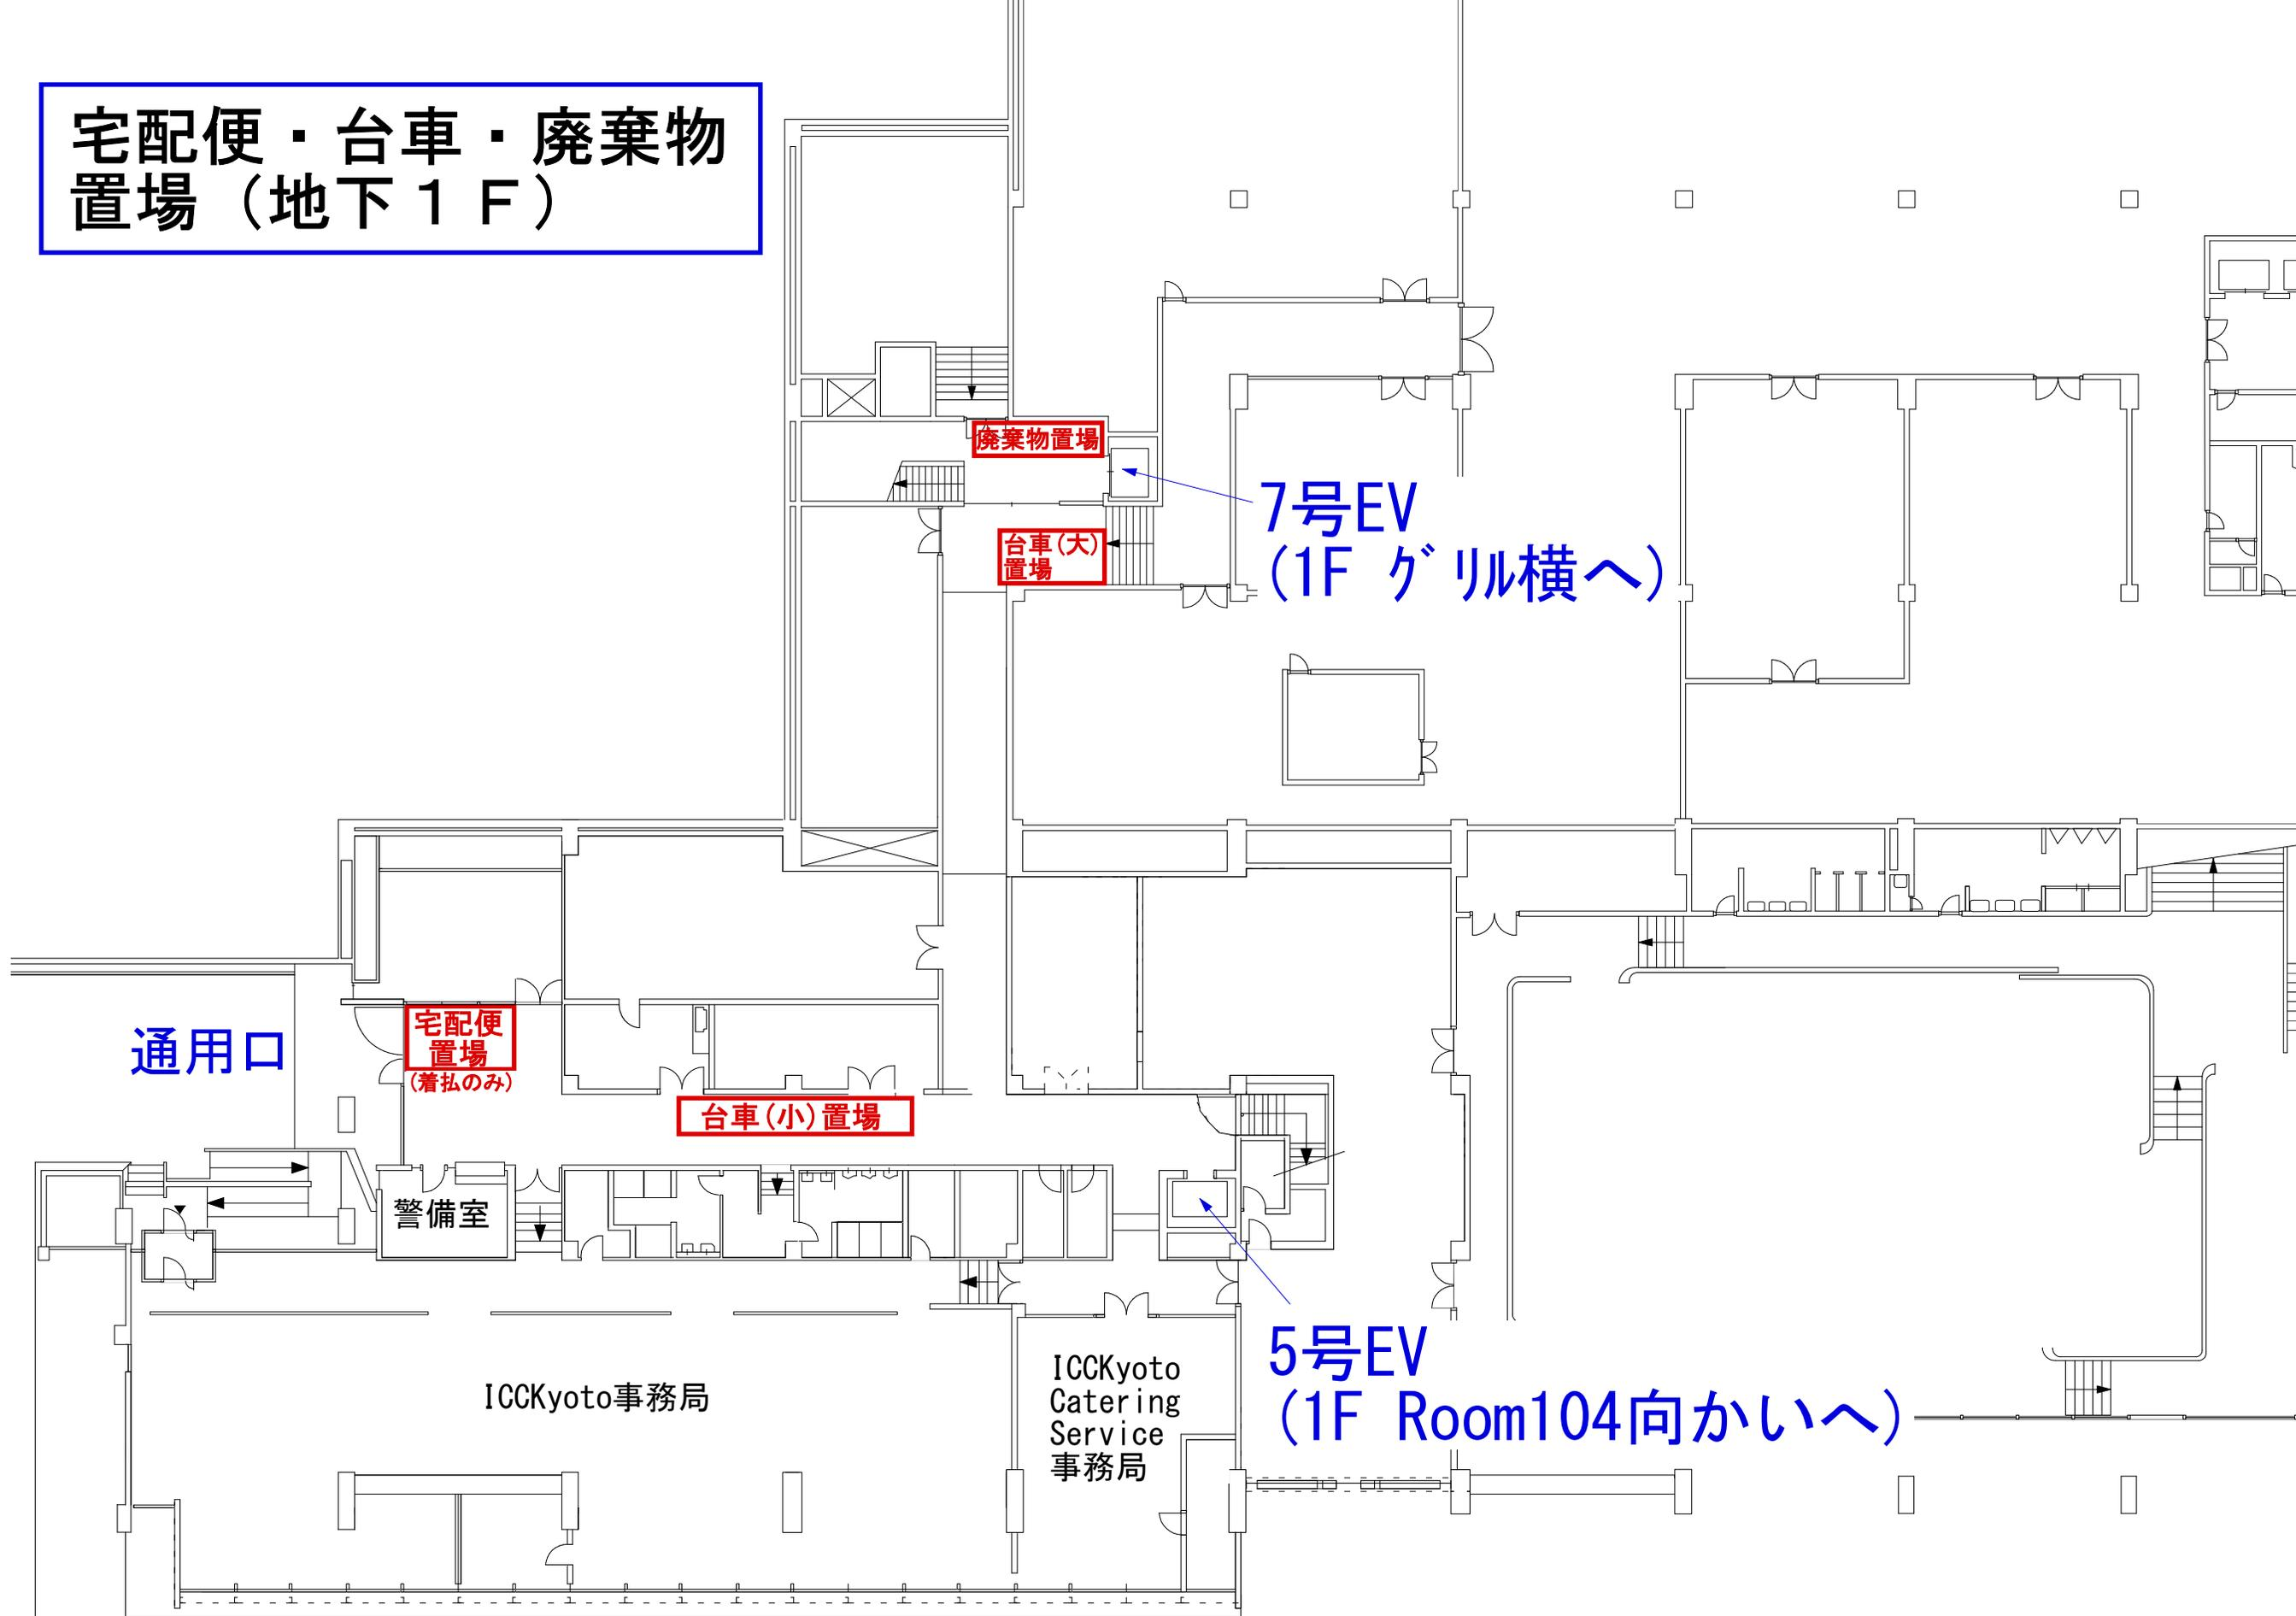 宅配便・台車・廃棄物
置場（地下１Ｆ）
廃棄物置場
7号EV
(1F ｸﾞﾘﾙ横へ)
台車(大)
置場
通用口
宅配便
置場
(着払のみ)
台車(小)置場
警備室
5号EV
(1F Room104向かいへ)
ICCKyoto事務局
ICCKyoto
Catering
Service
事務局